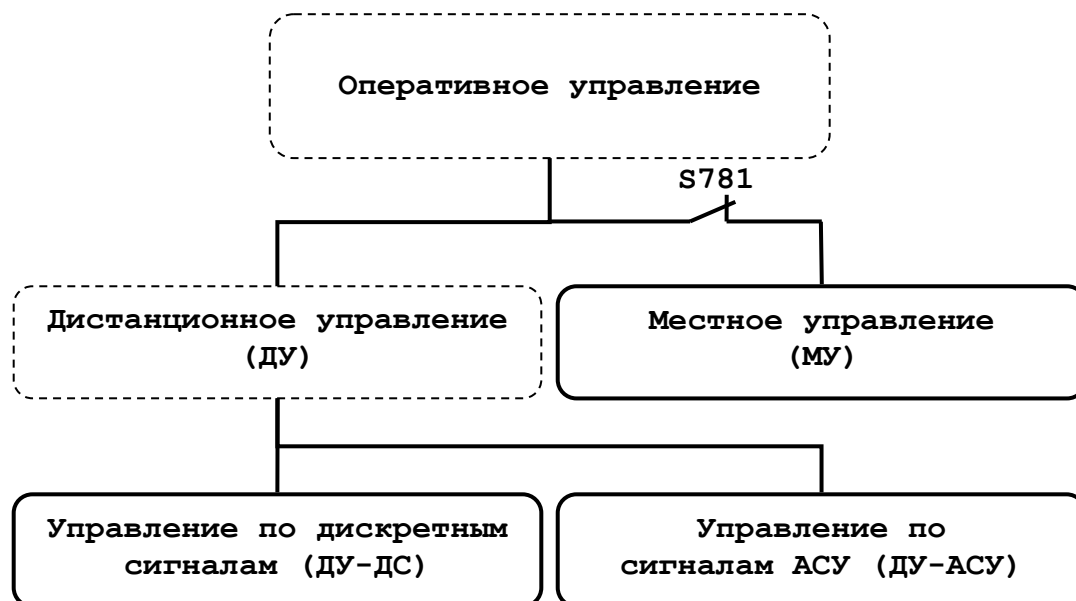 Оперативное управление
S781
Дистанционное управление
(ДУ)
Местное управление
(МУ)
Управление по дискретным
сигналам (ДУ-ДС)
Управление по
сигналам АСУ (ДУ-АСУ)